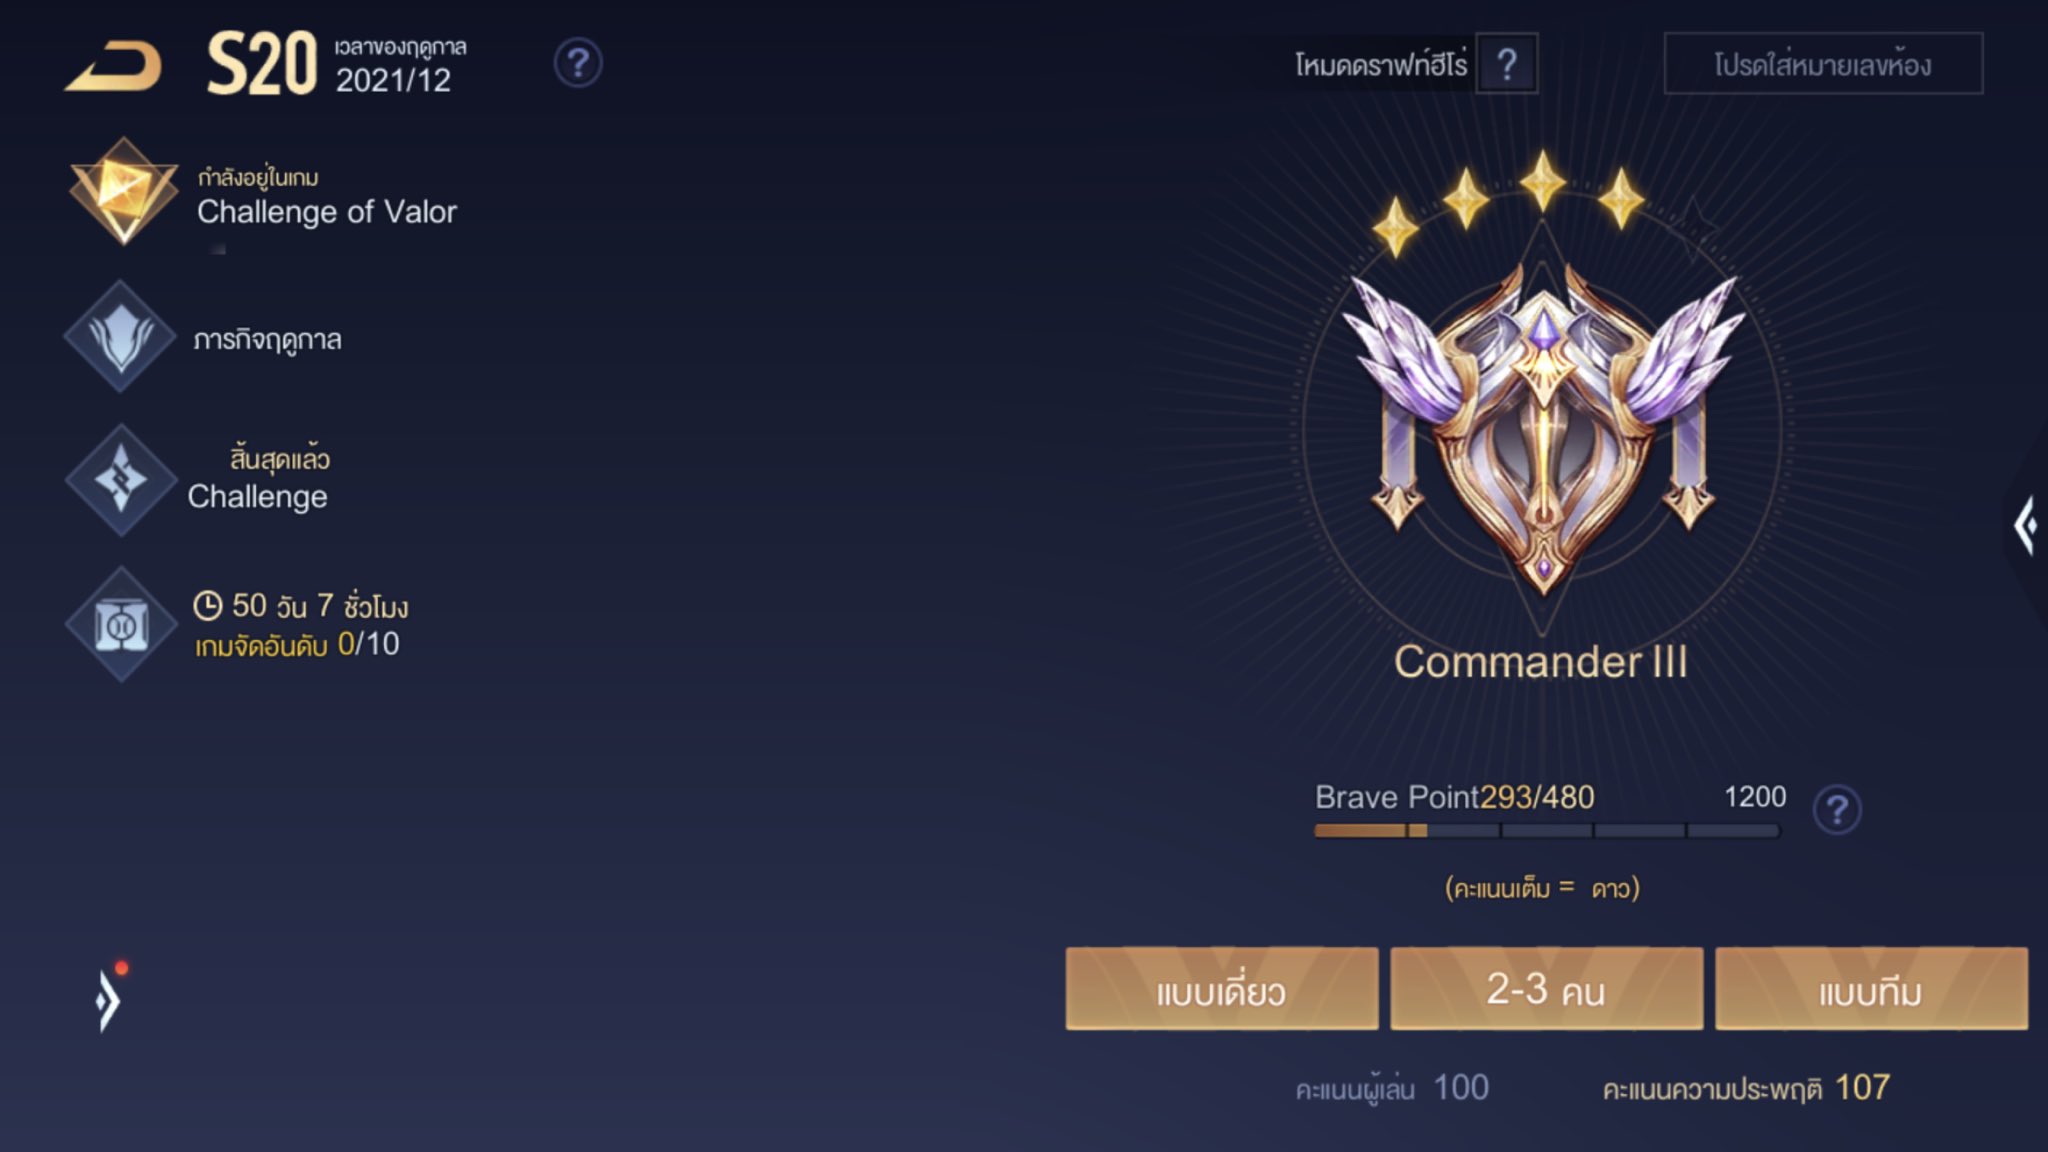 S20
เวลาของฤดูกาล
2021/12
?
โหมดดราฟท์ฮีโร่ ?
โปรดใส่หมายเลขห้อง
กำลังอยู่ในเกม
Challenge of Valor
ภารกิจฤดูกาล
สิ้นสุดแล้ว
Challenge
50 วัน 7 ชั่วโมง
เกมจัดอันดับ 0/10
Commander III
Brave Point293/480 1200 ?
(คะแนนเต็ม = ดาว)
แบบเดี่ยว
2-3 คน
แบบทีม
คะแนนผู้เล่น 100
คะแนนความประพฤติ 107